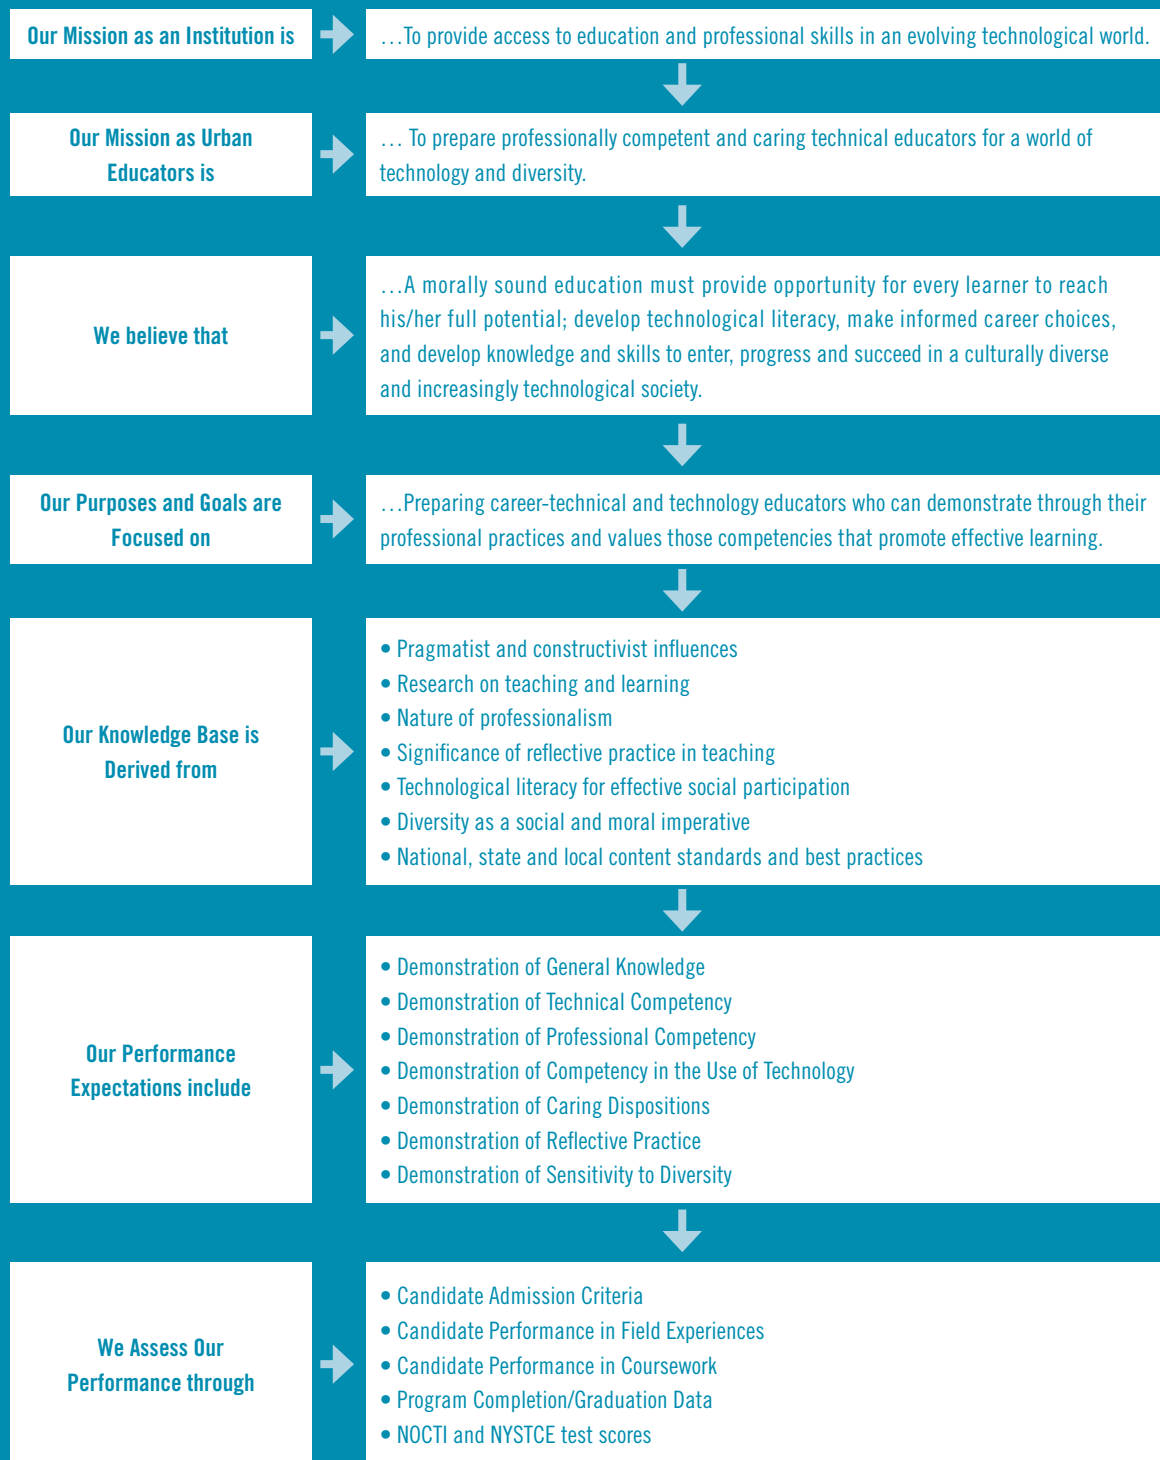 Our Mission as an Institution is
…To provide access to education and professional skills in an evolving technological world.
Our Mission as Urban
Educators is
… To prepare professionally competent and caring technical educators for a world of
technology and diversity.
We believe that
…A morally sound education must provide opportunity for every learner to reach
his/her full potential; develop technological literacy, make informed career choices,
and develop knowledge and skills to enter, progress and succeed in a culturally diverse
and increasingly technological society.
Our Purposes and Goals are
Focused on
…Preparing career-technical and technology educators who can demonstrate through their
professional practices and values those competencies that promote effective learning.
Our Knowledge Base is
Derived from
• Pragmatist and constructivist influences
• Research on teaching and learning
• Nature of professionalism
• Significance of reflective practice in teaching
• Technological literacy for effective social participation
• Diversity as a social and moral imperative
• National, state and local content standards and best practices
Our Performance
Expectations include
• Demonstration of General Knowledge
• Demonstration of Technical Competency
• Demonstration of Professional Competency
• Demonstration of Competency in the Use of Technology
• Demonstration of Caring Dispositions
• Demonstration of Reflective Practice
• Demonstration of Sensitivity to Diversity
We Assess Our
Performance through
• Candidate Admission Criteria
• Candidate Performance in Field Experiences
• Candidate Performance in Coursework
• Program Completion/Graduation Data
• NOCTI and NYSTCE test scores